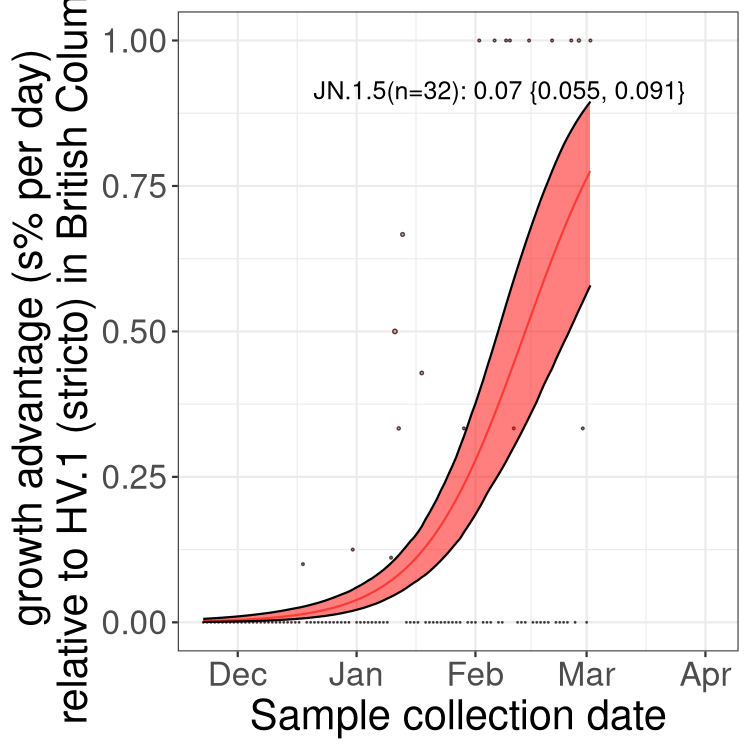 growth advantage (s% per day)
relative to HV.1 (stricto) in British Colum
1.00
0.75
0.50
0.25
0.00
JN.1.5(n=32): 0.07 {0.055, 0.091}
Dec Jan Feb Mar Apr
Sample collection date